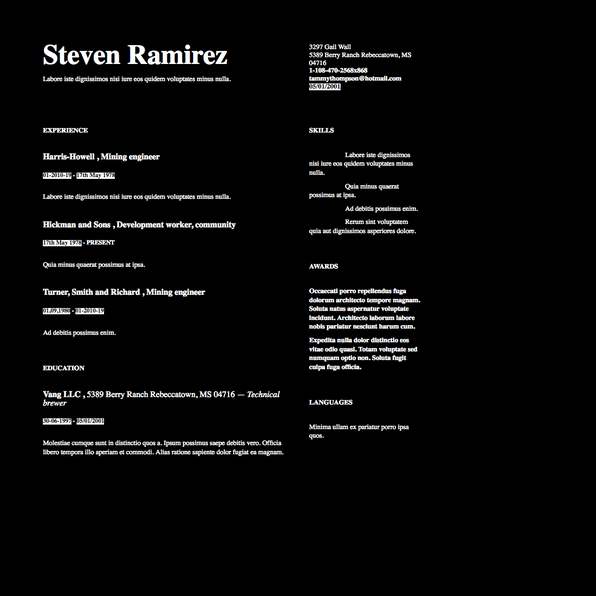 Steven Ramirez
Labore iste dignissimos nisi iure eos quidem voluptates minus nulla.
3297 Gail Wall
5389 Berry Ranch Rebeccatown, MS
04716
1-108-470-2568x868
tammythompson@hotmail.com
05/01/2001
EXPERIENCE
Harris-Howell , Mining engineer
01-2010-19 - 17th May 1978
Labore iste dignissimos nisi iure eos quidem voluptates minus nulla.
Hickman and Sons , Development worker, community
17th May 1978 - PRESENT
Quia minus quaerat possimus at ipsa.
Turner, Smith and Richard , Mining engineer
01.09.1980 - 01-2010-19
Ad debitis possimus enim.
EDUCATION
Vang LLC , 5389 Berry Ranch Rebeccatown, MS 04716 — Technical
brewer
30-06-1997 - 05/01/2001
Molestiae cumque sunt in distinctio quos a. Ipsum possimus saepe debitis vero. Officia
libero tempora illo aperiam et commodi. Alias ratione sapiente dolor fugiat ea magnam.
SKILLS
Labore iste dignissimos
nisi iure eos quidem voluptates minus
nulla.
Quia minus quaerat
possimus at ipsa.
Ad debitis possimus enim.
Rerum sint voluptatem
quia aut dignissimos asperiores dolore.
AWARDS
Occaecati porro repellendus fuga
dolorum architecto tempore magnam.
Soluta natus aspernatur voluptate
incidunt. Architecto laborum labore
nobis pariatur nesciunt harum cum.
Expedita nulla dolor distinctio eos
vitae odio quasi. Totam voluptate sed
numquam optio non. Soluta fugit
culpa fuga officia.
LANGUAGES
Minima ullam ex pariatur porro ipsa
quos.